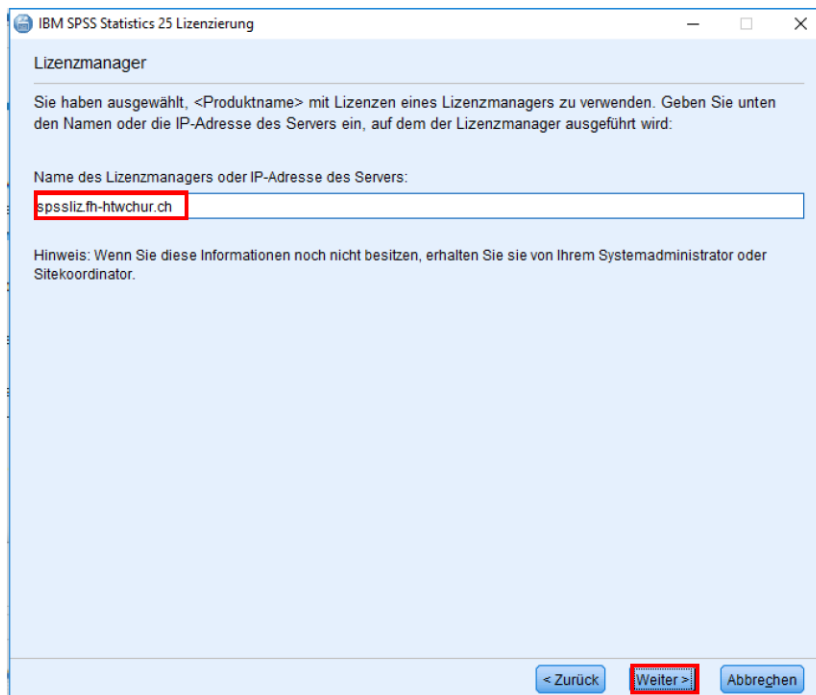 IBM SPSS Statistics 25 Lizenzierung
Lizenzmanager
Sie haben ausgewählt, <Produktname> mit Lizenzen eines Lizenzmanagers zu verwenden. Geben Sie unten
den Namen oder die IP-Adresse des Servers ein, auf dem der Lizenzmanager ausgeführt wird:
Name des Lizenzmanagers oder IP-Adresse des Servers:
spssliz.fh-htwchur.ch
Hinweis: Wenn Sie diese Informationen noch nicht besitzen, erhalten Sie sie von Ihrem Systemadministrator oder
Sitekoordinator.
< Zurück Weiter > Abbrechen